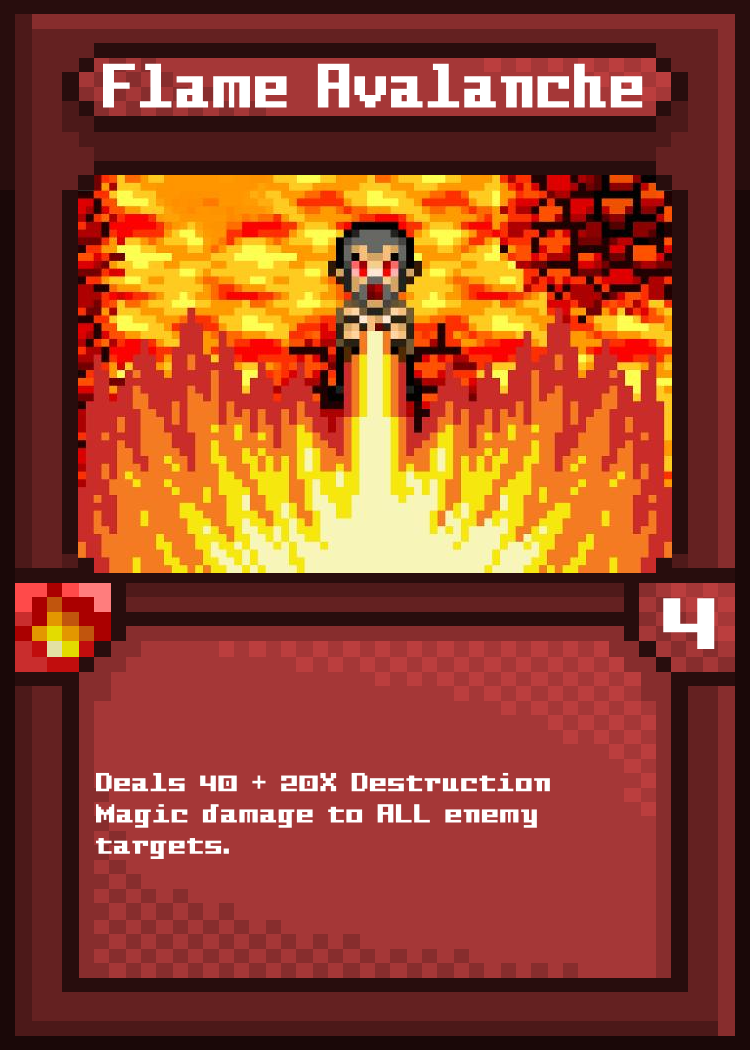 Flame Avalanche
4
Deals 40 + 20X Destruction
Magic damage to ALL enemy
targets.